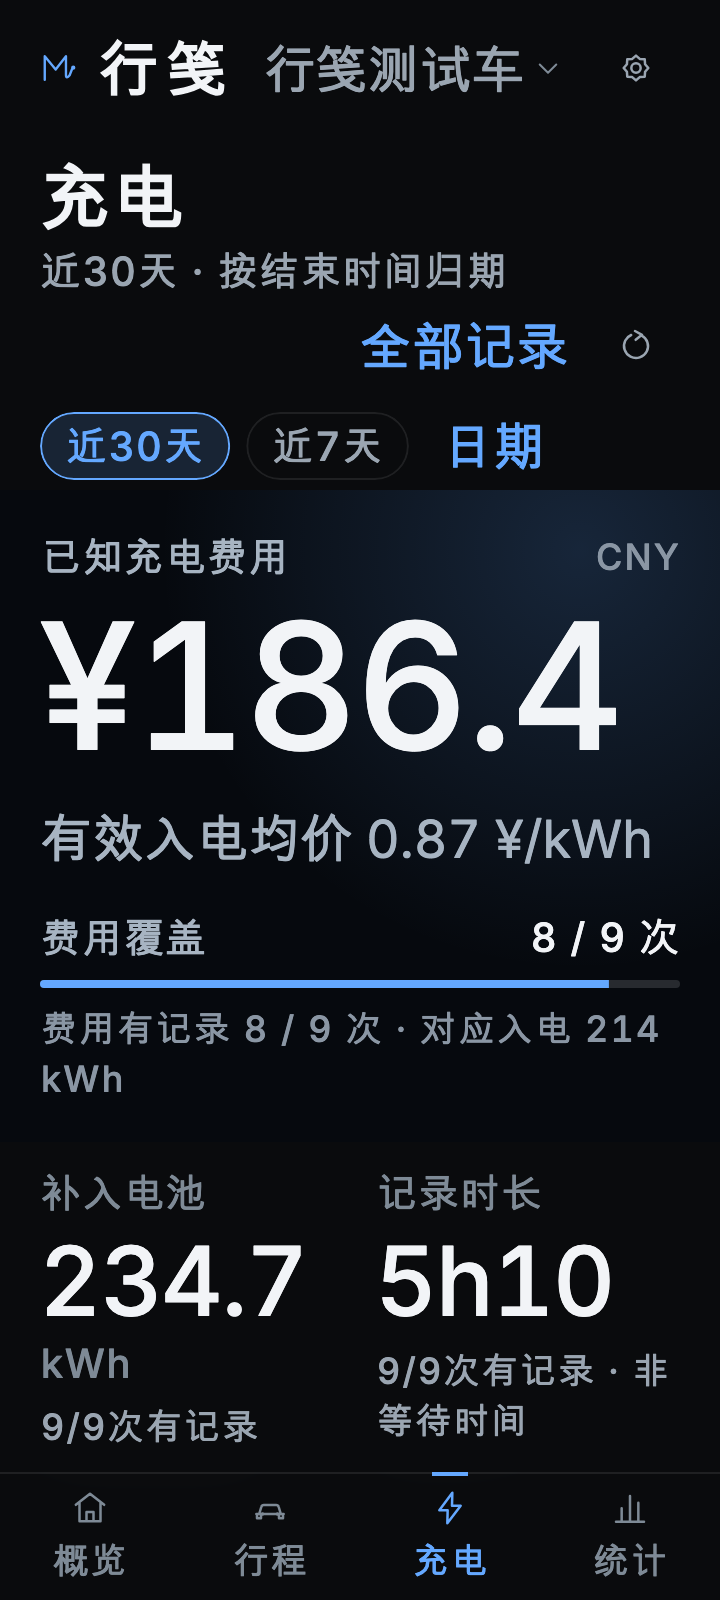 行笺 行笺测试车
充电
近30天 · 按结束时间归期
全部记录
近30天 近7天 日期
已知充电费用 CNY
¥186.4
有效入电均价 0.87 ¥/kWh
费用覆盖 8 / 9 次
费用有记录 8 / 9 次 · 对应入电 214
kWh
补入电池 记录时长
234.7 5h10
kWh
9/9次有记录 · 非
等待时间
9/9次有记录
概览 行程 充电 统计